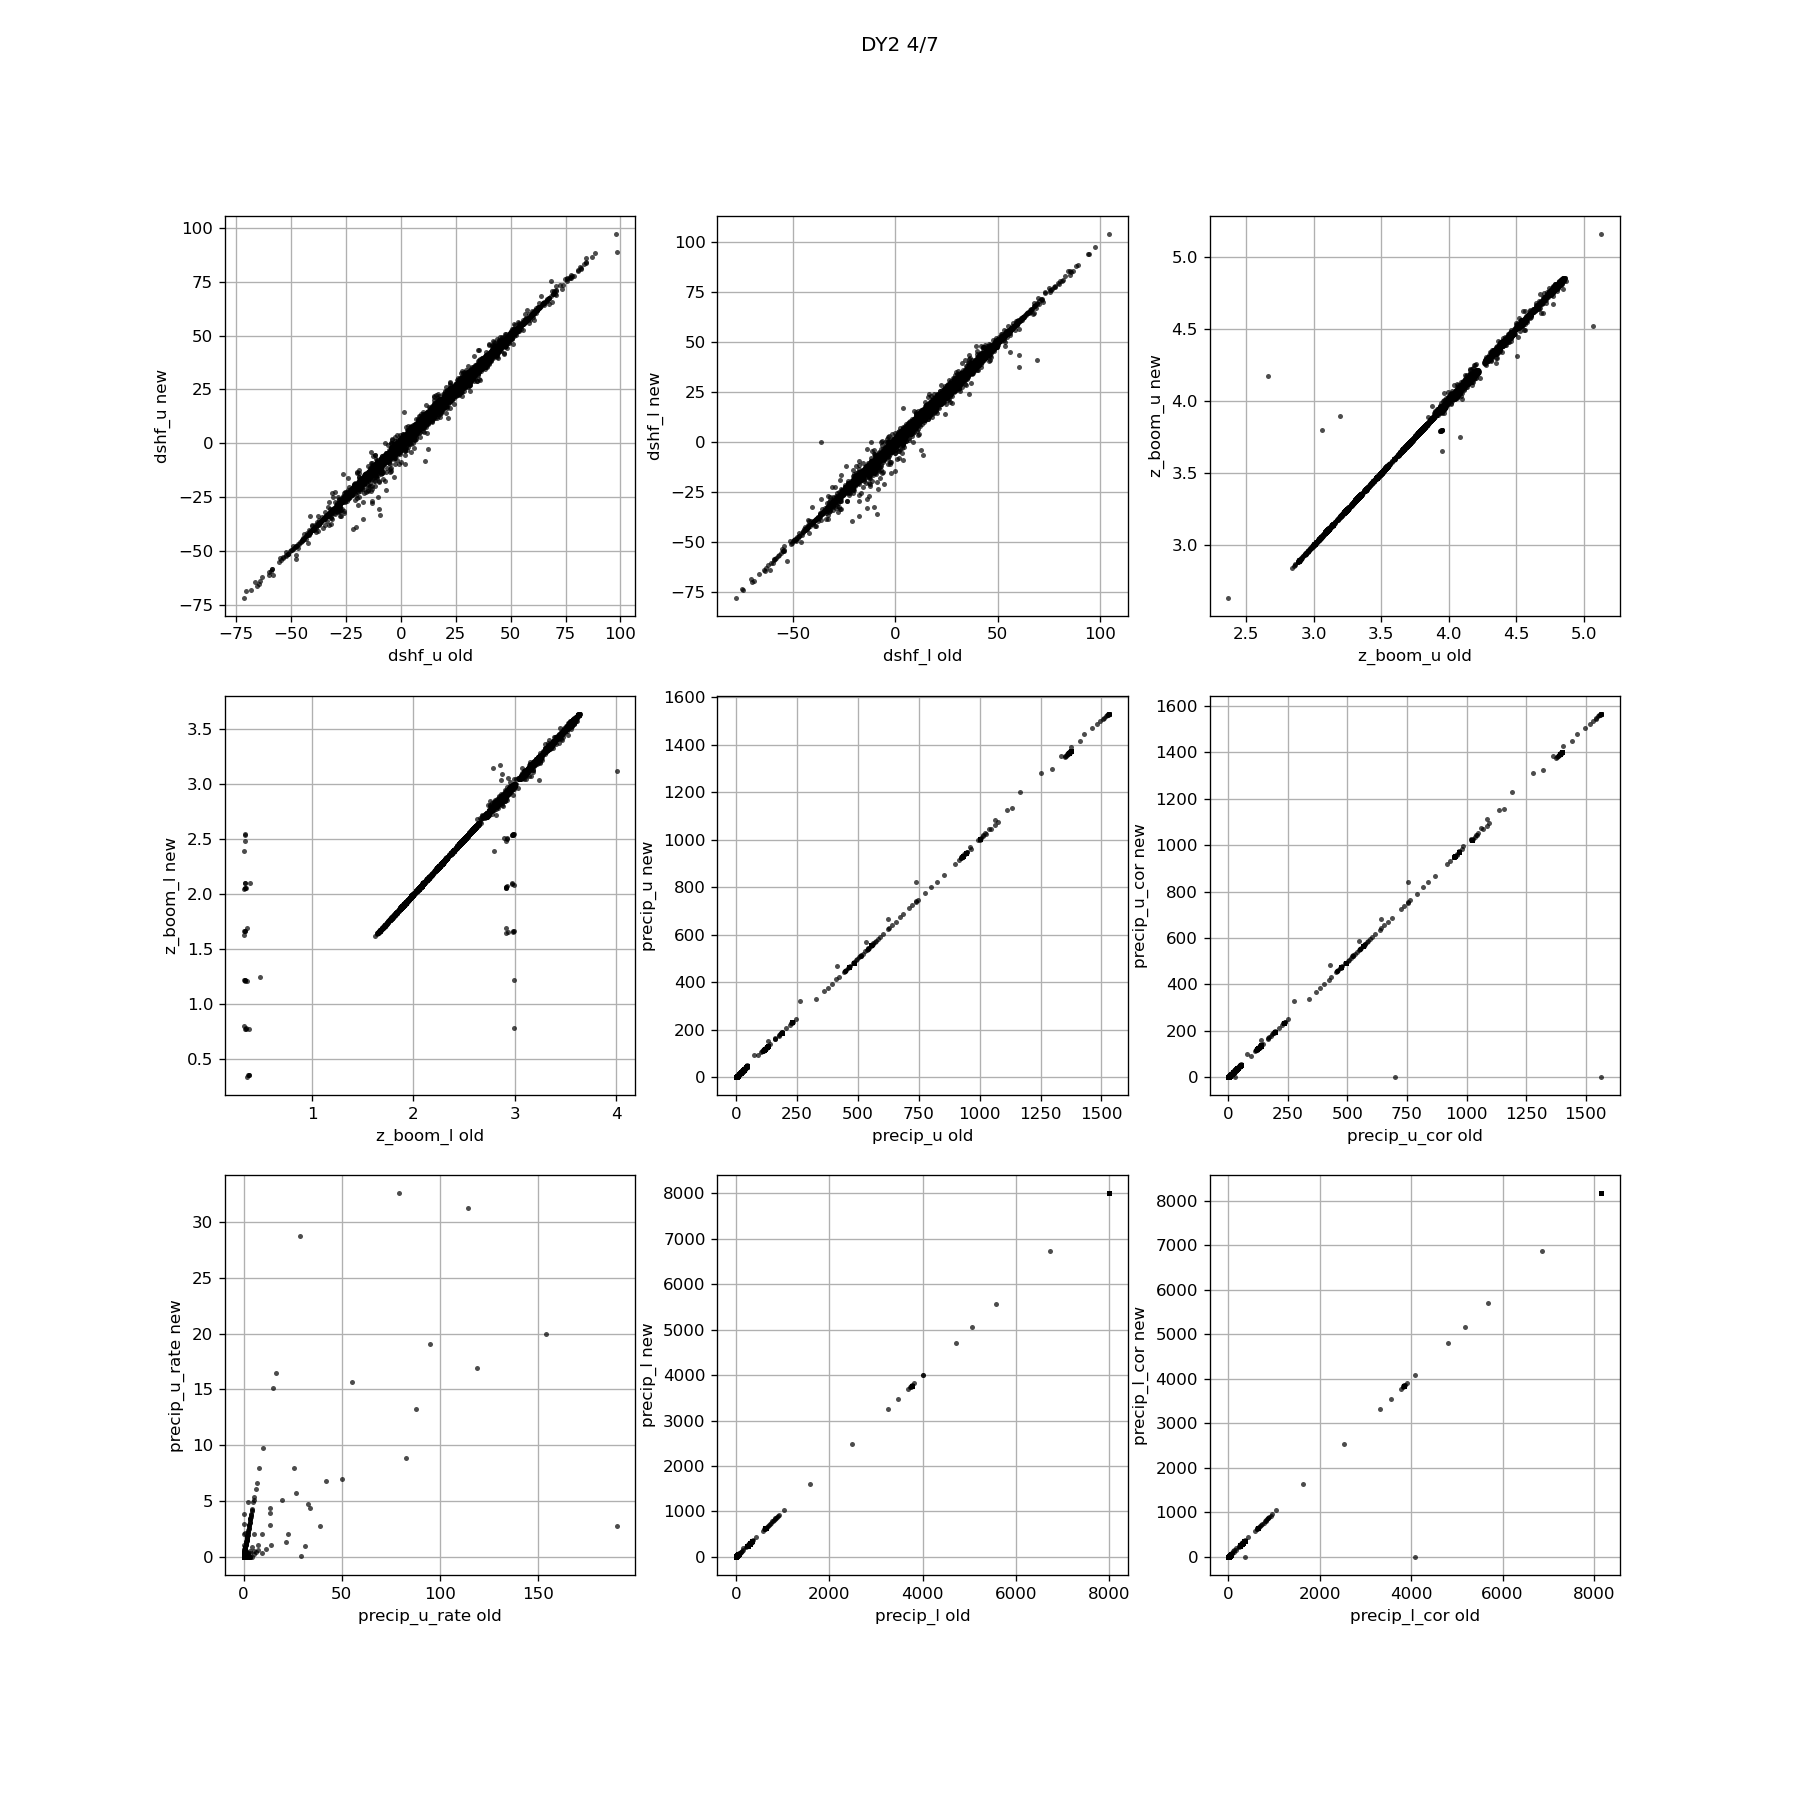 DY2 4/7
100
75
50
25
0
−25
−50
−75
dshf_u new
−75 −50 −25 0 25 50 75 100
dshf_u old
100
75
50
25
0
−25
−50
−75
dshf_l new
−50 0 50 100
dshf_l old
5.0
4.5
4.0
3.5
3.0
z_boom_u new
2.5 3.0 3.5 4.0 4.5 5.0
z_boom_u old
3.5
3.0
2.5
2.0
1.5
1.0
0.5
z_boom_l new
1 2 3 4
z_boom_l old
1600
1400
1200
1000
800
600
400
200
0
precip_u new
0 250 500 750 1000 1250 1500
precip_u old
1600
1400
1200
1000
800
600
400
200
0
precip_u_cor new
0 250 500 750 1000 1250 1500
precip_u_cor old
30
25
20
15
10
5
0
precip_u_rate new
0 50 100 150
precip_u_rate old
8000
7000
6000
5000
4000
3000
2000
1000
0
precip_l new
0 2000 4000 6000 8000
precip_l old
8000
7000
6000
5000
4000
3000
2000
1000
0
precip_l_cor new
0 2000 4000 6000 8000
precip_l_cor old